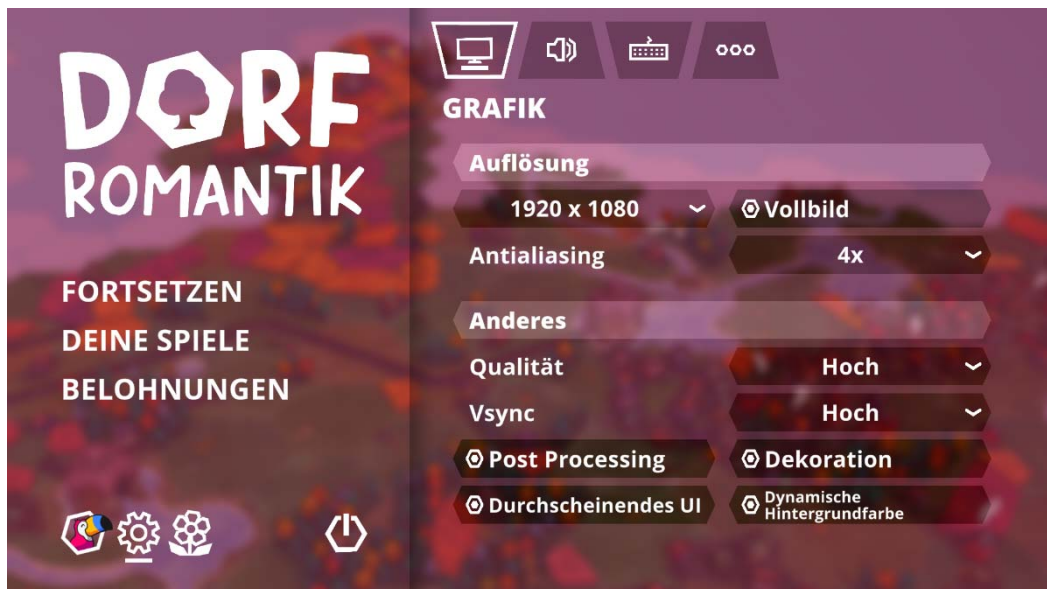 DORF
ROMANTIK
FORTSETZEN
DEINE SPIELE
BELOHNUNGEN
GRAFIK
Auflösung
1920 x 1080
Vollbild
Antialiasing
4x
Anderes
Qualität
Hoch
Vsync
Hoch
Post Processing
Dekoration
Durchscheinendes UI
Dynamische
Hintergrundfarbe